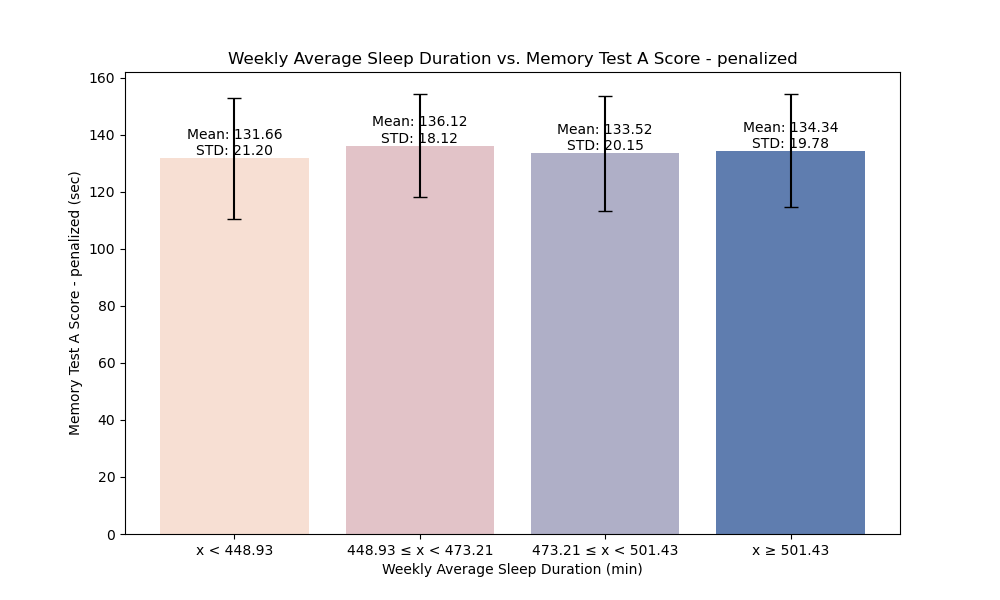 Weekly Average Sleep Duration vs. Memory Test A Score - penalized
Memory Test A Score - penalized (sec)
160
140
120
100
80
60
40
20
0
Mean: 131.66
STD: 21.20
Mean: 136.12
STD: 18.12
Mean: 133.52
STD: 20.15
Mean: 134.34
STD: 19.78
x < 448.93
448.93 ≤ x < 473.21
473.21 ≤ x < 501.43
x ≥ 501.43
Weekly Average Sleep Duration (min)